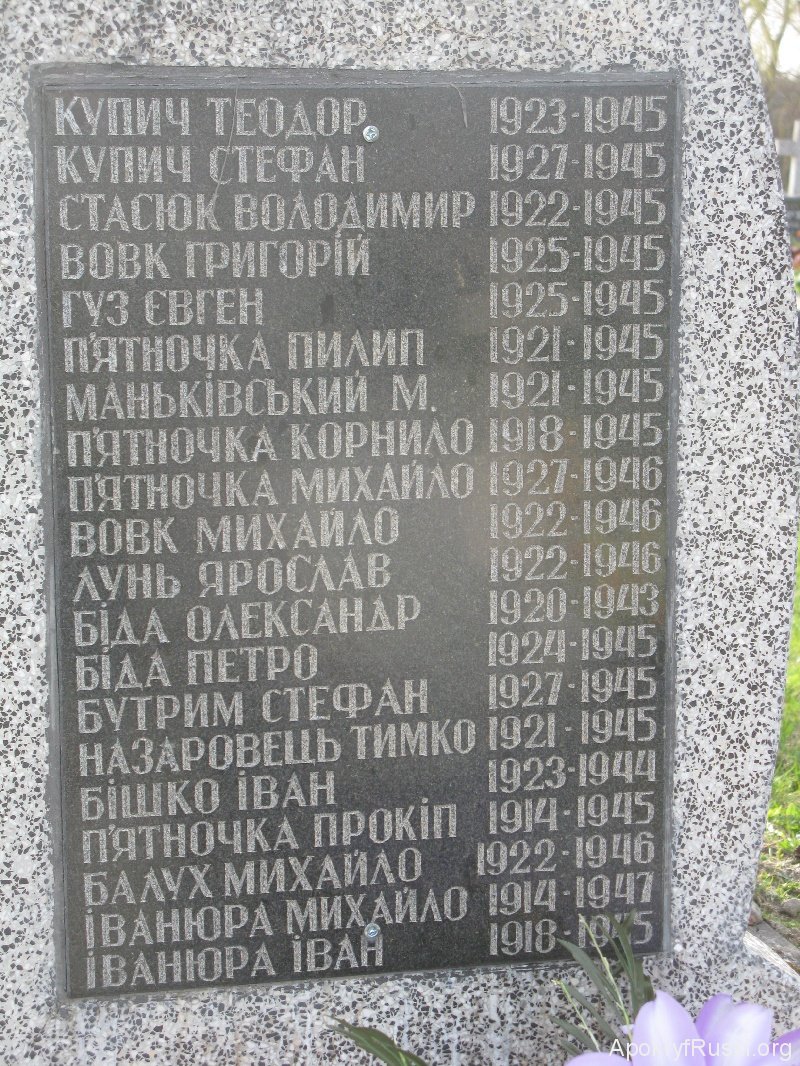 КУПИЧ ТЕОДОР 1923-1945
КУПИЧ СТЕФАН 1927-1945
СТАСЮК ВОЛОДИМИР 1922-1945
ВОВК ГРИГОРІЙ 1925-1945
ГУЗ ЄВГЕН 1925-1945
П'ЯТНОЧКА ПИЛИП 1921-1945
МАНЬКІВСЬКИЙ М. 1921-1945
П'ЯТНОЧКА КОРНИЛО 1918-1945
П'ЯТНОЧКА МИХАЙЛО 1927-1946
ВОВК МИХАЙЛО 1922-1946
ЛУНЬ ЯРОСЛАВ 1922-1946
БІДА ОЛЕКСАНДР 1920-1943
БІДА ПЕТРО 1924-1945
БУТРИМ СТЕФАН 1927-1945
НАЗАРОВЕЦЬ ТИМКО 1921-1945
БІШКО ІВАН 1923-1944
П'ЯТНОЧКА ПРОКІП 1914-1945
БАЛУХ МИХАЙЛО 1922-1946
ІВАНЮРА МИХАЙЛО 1914-1947
ІВАНЮРА ІВАН 1918-1945